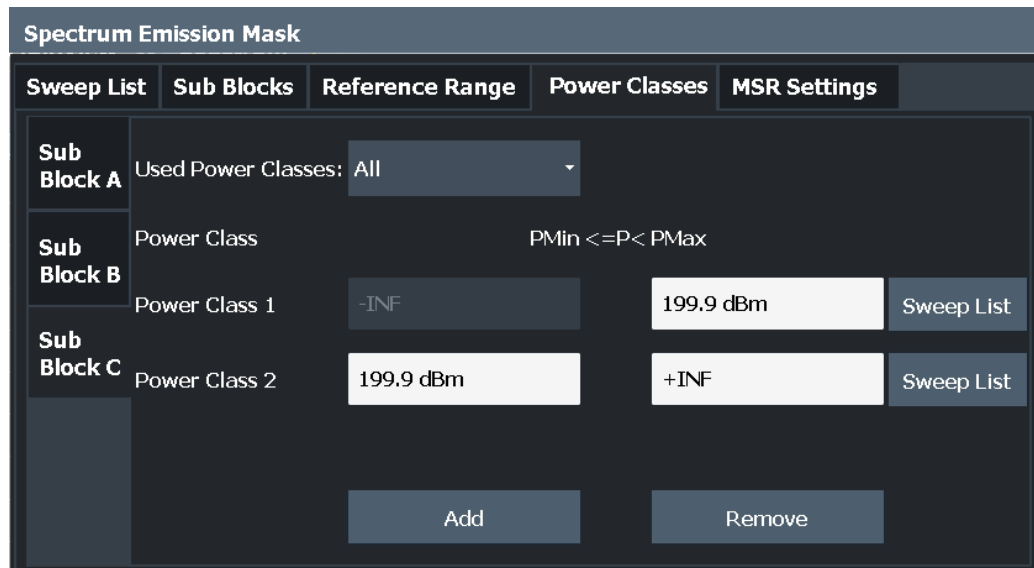 Spectrum Emission Mask
Sweep List Sub Blocks Reference Range Power Classes MSR Settings
Sub
Block A
Used Power Classes: All
Sub
Block B
Power Class PMin <=P< PMax
Power Class 1 -INF 199.9 dBm Sweep List
Sub
Block C
Power Class 2 199.9 dBm +INF Sweep List
Add Remove